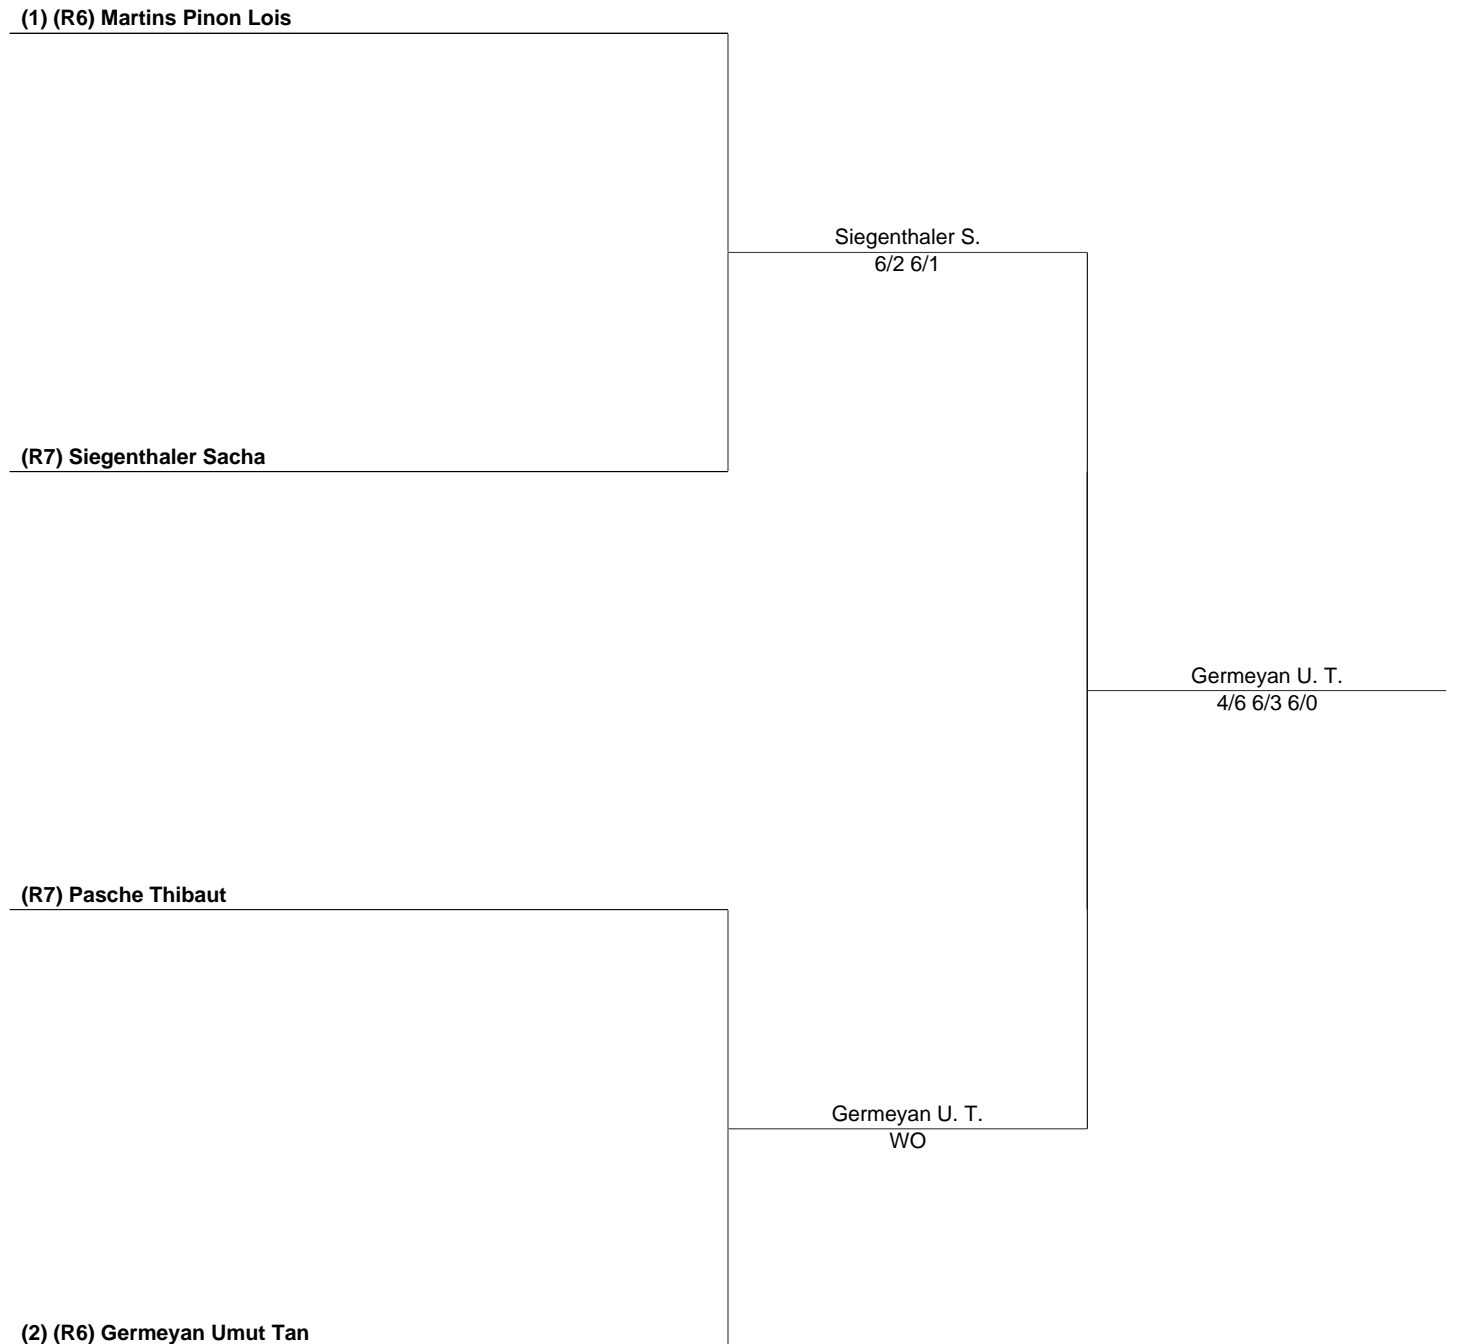 (1) (R6) Martins Pinon Lois
Siegenthaler S.
6/2 6/1
(R7) Siegenthaler Sacha
Germeyan U. T.
4/6 6/3 6/0
(R7) Pasche Thibaut
Germeyan U. T.
WO
(2) (R6) Germeyan Umut Tan